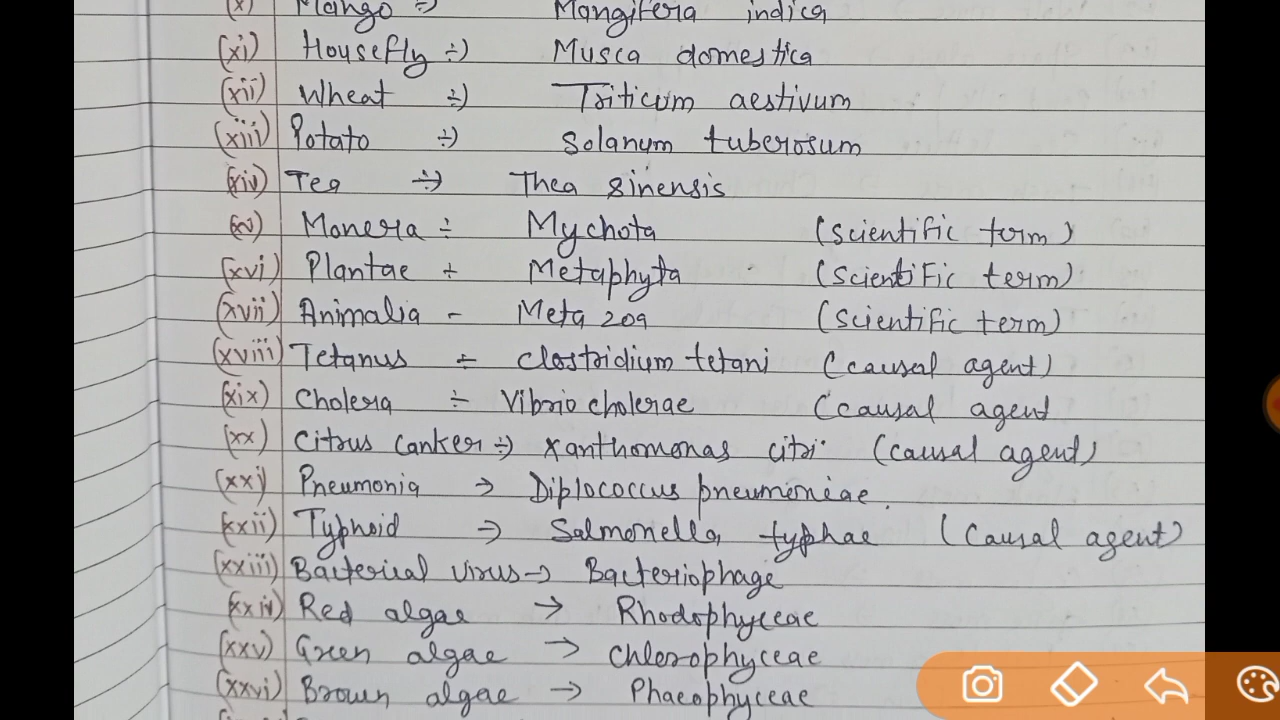 (x) Mango ÷) Mangifera indica
(xi) Housefly ÷) Musca domestica
(xii) Wheat ÷) Triticum aestivum
(xiii) Potato ÷) Solanum tuberosum
(xiv) Tea ÷) Thea sinensis
(xv) Monera ÷ Mychota (scientific term)
(xvi) Plantae ÷ Metaphyta (Scientific term)
(xvii) Animalia - Metazoa (scientific term)
(xviii) Tetanus ÷ Clostridium tetani (causal agent)
(xix) Cholera ÷ Vibrio cholerae (causal agent
(xx) Citrus canker ÷) Xanthomonas citri (causal agent)
(xxi) Pneumonia → Diplococcus pneumoniae.
(xxii) Typhoid → Salmonella typhae (Causal agent)
(xxiii) Bacterical virus → Bacteriophage
(xxiv) Red algae → Rhodophyceae
(xxv) Green algae → Chlorophyceae
(xxvi) Brown algae → Phaeophyceae